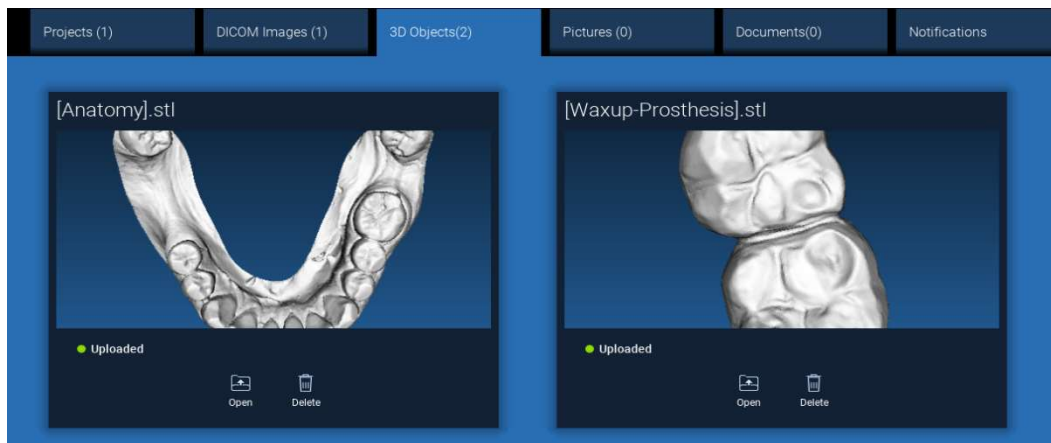 Projects (1)
DICOM Images (1)
3D Objects(2)
Pictures (0)
Documents(0)
Notifications
[Anatomy].stl
Uploaded
Open
Delete
[Waxup-Prosthesis].stl
Uploaded
Open
Delete